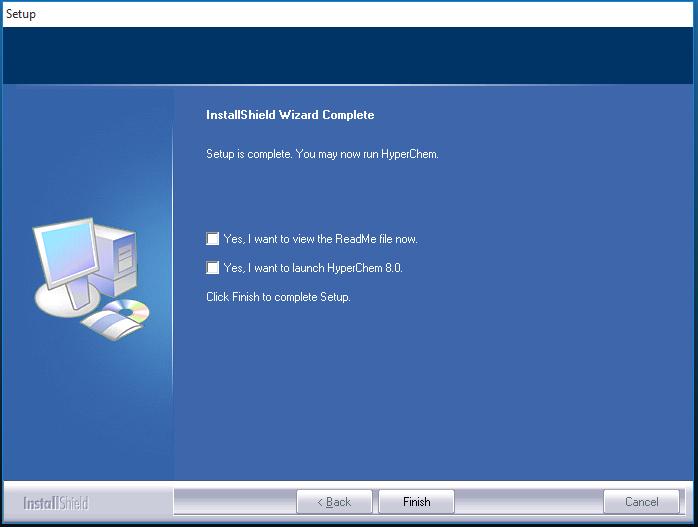 Setup
InstallShield Wizard Complete
Setup is complete. You may now run HyperChem.
Yes, I want to view the ReadMe file now.
Yes, I want to launch HyperChem 8.0.
Click Finish to complete Setup.
InstallShield
< Back
Finish
Cancel